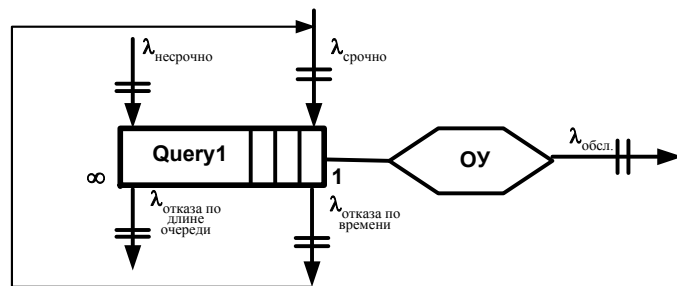 λнесрочно
λсрочно
Query1
ОУ
λобсл.
∞
1
λотказа по
длине
очереди
λотказа по
времени